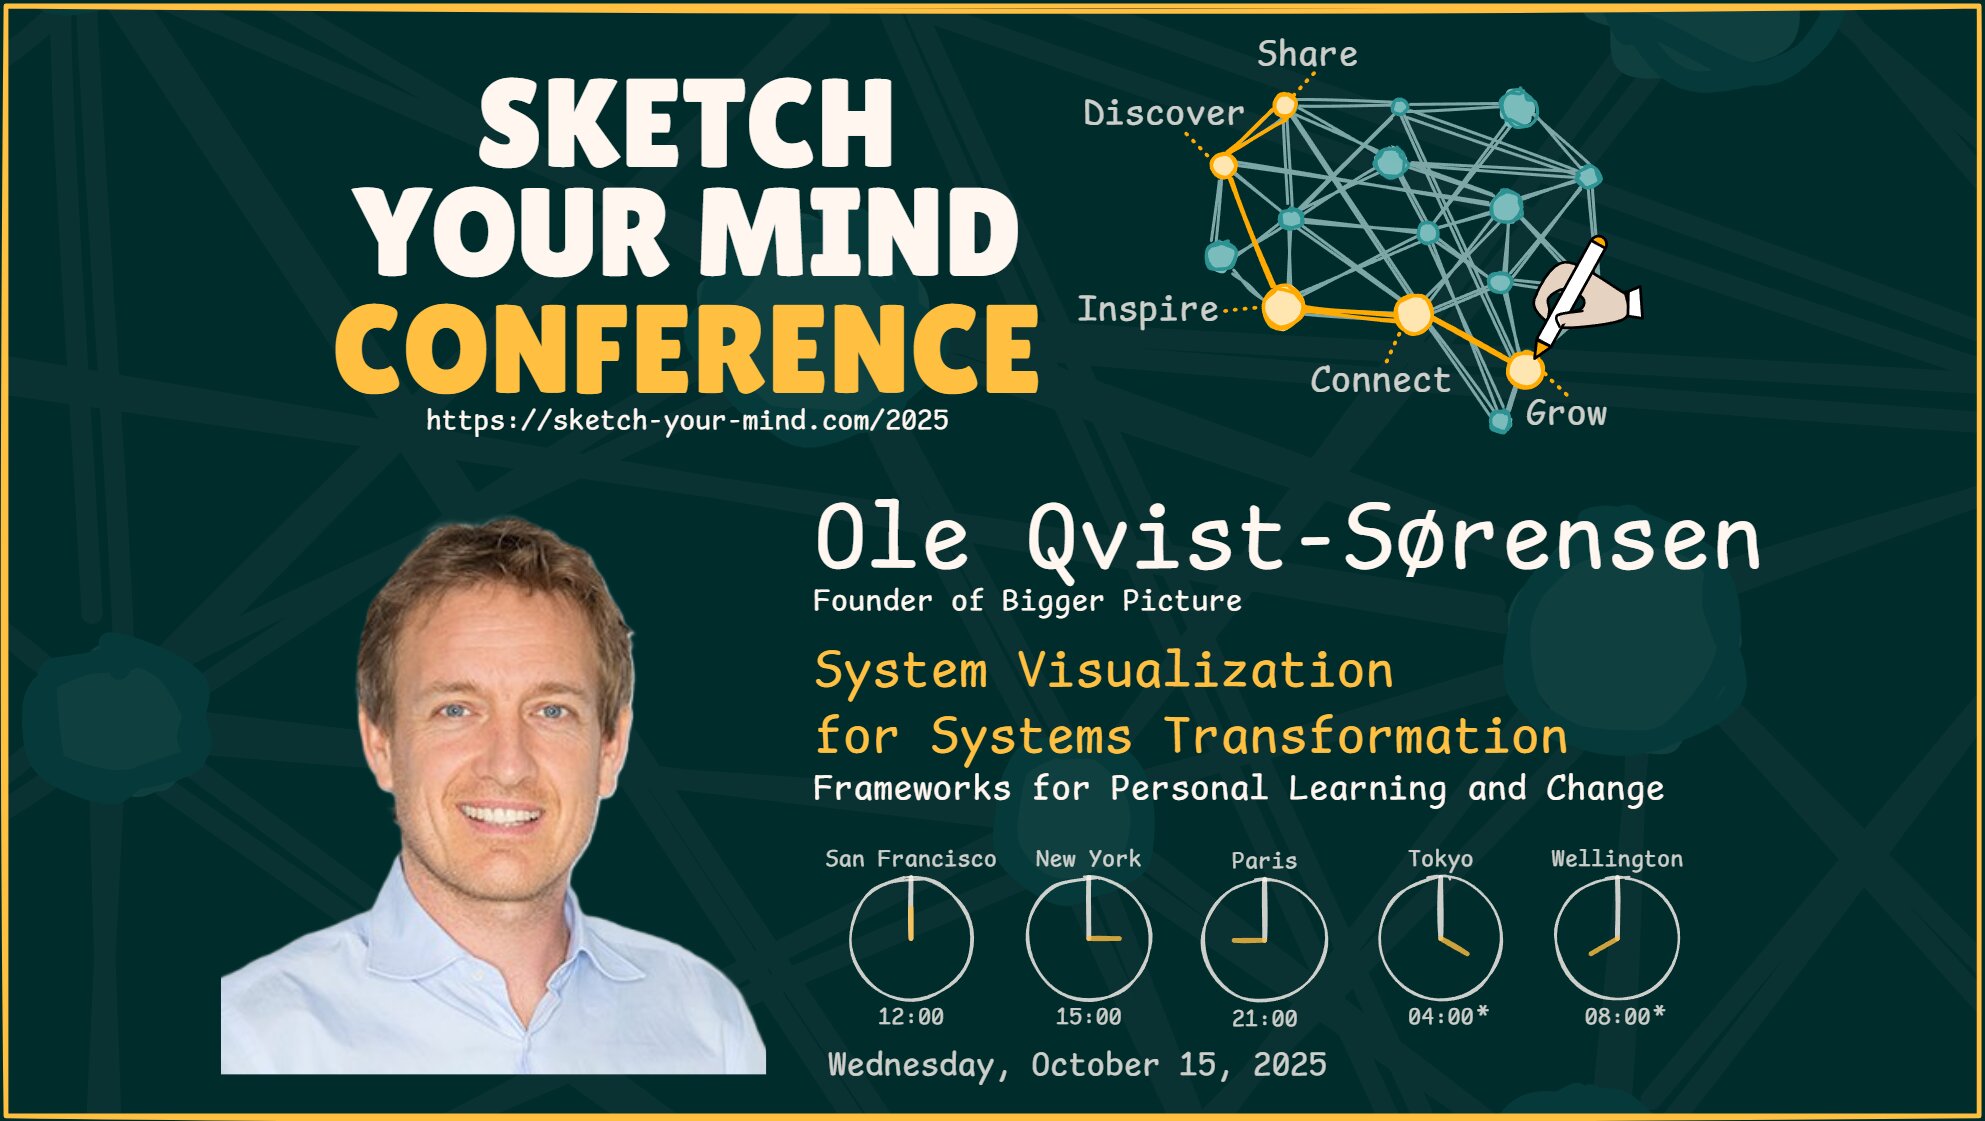 SKETCH
YOUR MIND
CONFERENCE
https://sketch-your-mind.com/2025
Share
Discover
Inspire
Connect
Grow
Ole Qvist-Sørensen
Founder of Bigger Picture
System Visualization
for Systems Transformation
Frameworks for Personal Learning and Change
San Francisco New York Paris Tokyo Wellington
12:00 15:00 21:00 04:00* 08:00*
Wednesday, October 15, 2025